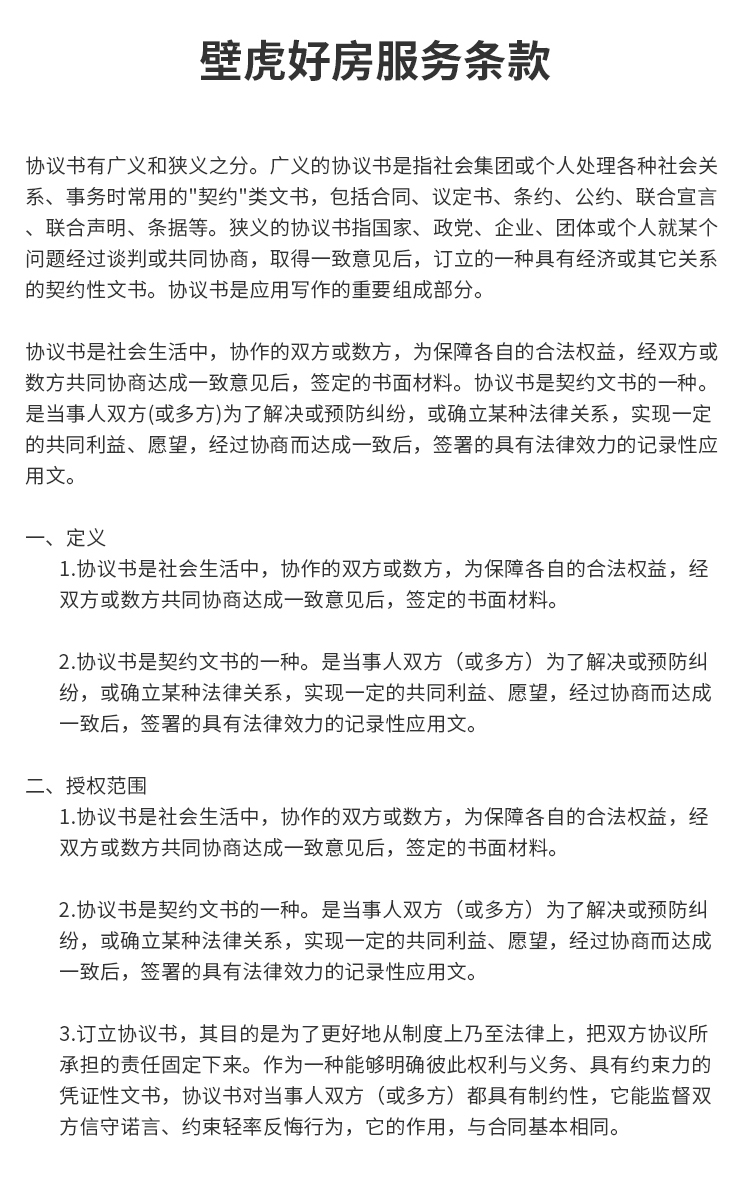 壁虎好房服务条款
协议书有广义和狭义之分。广义的协议书是指社会集团或个人处理各种社会关
系、事务时常用的"契约"类文书，包括合同、议定书、条约、公约、联合宣言
、联合声明、条据等。狭义的协议书指国家、政党、企业、团体或个人就某个
问题经过谈判或共同协商，取得一致意见后，订立的一种具有经济或其它关系
的契约性文书。协议书是应用写作的重要组成部分。
协议书是社会生活中，协作的双方或数方，为保障各自的合法权益，经双方或
数方共同协商达成一致意见后，签定的书面材料。协议书是契约文书的一种。
是当事人双方(或多方)为了解决或预防纠纷，或确立某种法律关系，实现一定
的共同利益、愿望，经过协商而达成一致后，签署的具有法律效力的记录性应
用文。
一、定义
1.协议书是社会生活中，协作的双方或数方，为保障各自的合法权益，经
双方或数方共同协商达成一致意见后，签定的书面材料。
2.协议书是契约文书的一种。是当事人双方（或多方）为了解决或预防纠
纷，或确立某种法律关系，实现一定的共同利益、愿望，经过协商而达成
一致后，签署的具有法律效力的记录性应用文。
二、授权范围
1.协议书是社会生活中，协作的双方或数方，为保障各自的合法权益，经
双方或数方共同协商达成一致意见后，签定的书面材料。
2.协议书是契约文书的一种。是当事人双方（或多方）为了解决或预防纠
纷，或确立某种法律关系，实现一定的共同利益、愿望，经过协商而达成
一致后，签署的具有法律效力的记录性应用文。
3.订立协议书，其目的是为了更好地从制度上乃至法律上，把双方协议所
承担的责任固定下来。作为一种能够明确彼此权利与义务、具有约束力的
凭证性文书，协议书对当事人双方（或多方）都具有制约性，它能监督双
方信守诺言、约束轻率反悔行为，它的作用，与合同基本相同。